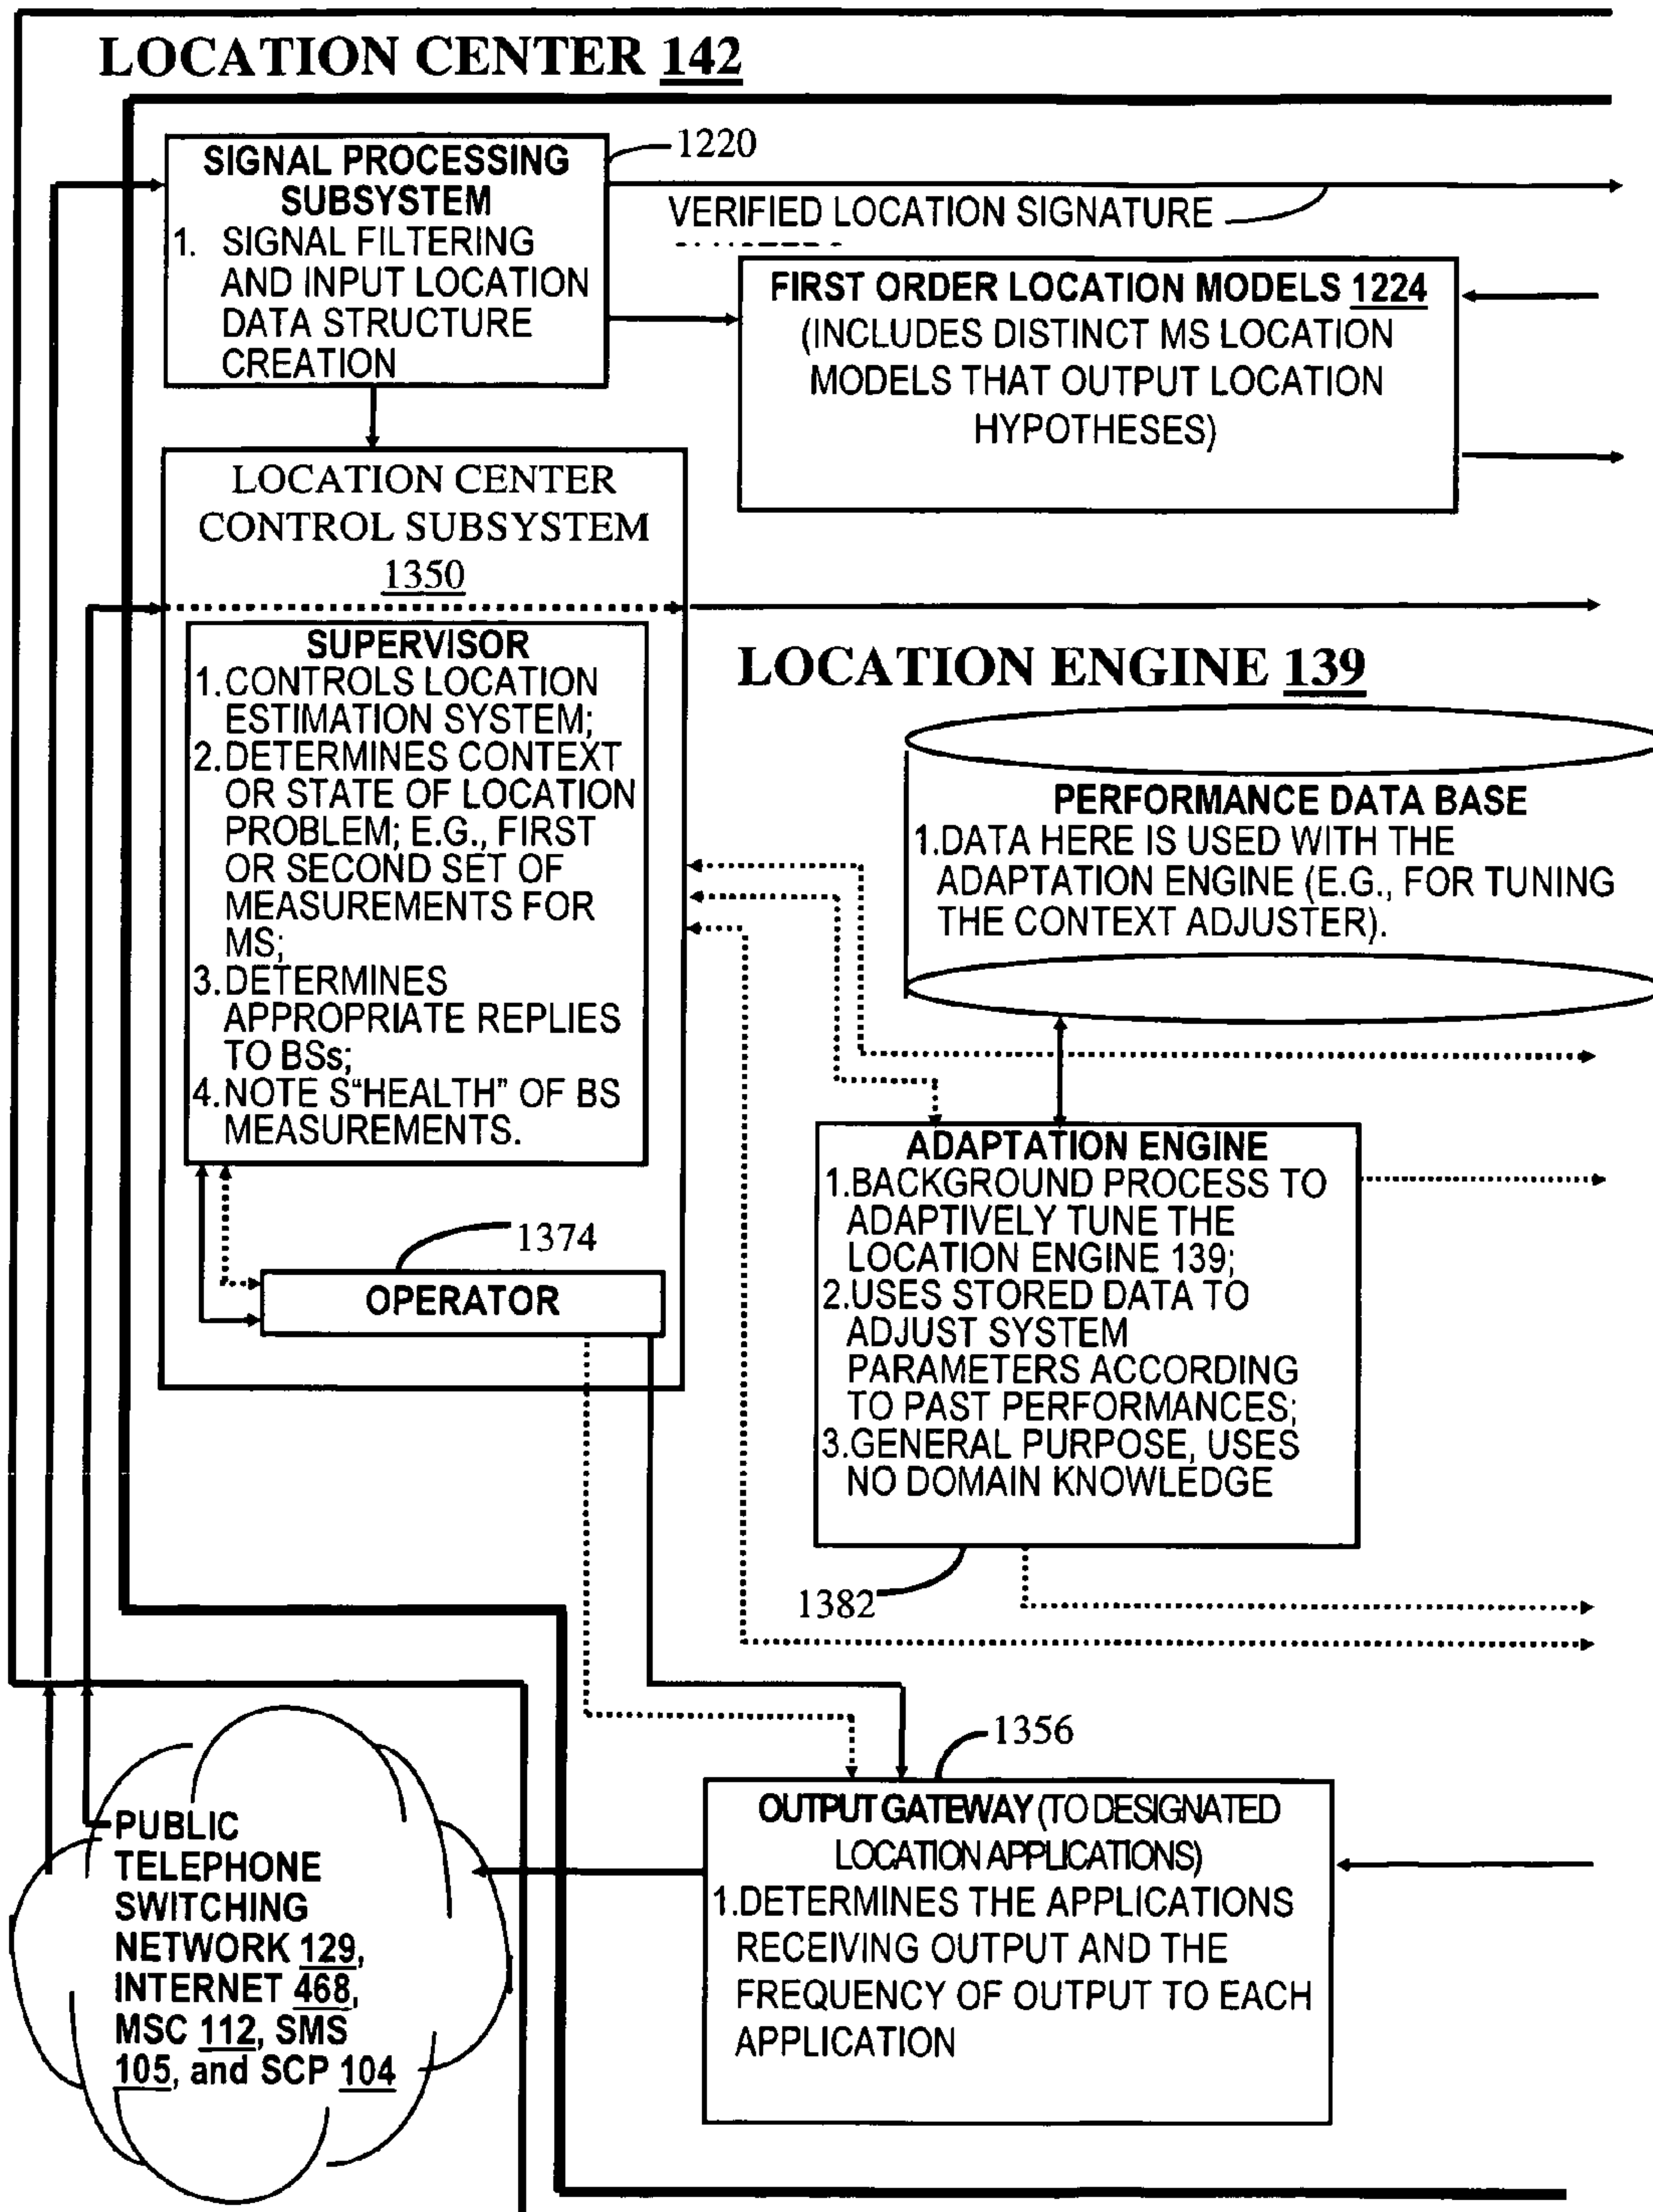 LOCATION CENTER 142
SIGNAL PROCESSING
SUBSYSTEM
1. SIGNAL FILTERING
AND INPUT LOCATION
DATA STRUCTURE
CREATION
1220
VERIFIED LOCATION SIGNATURE
FIRST ORDER LOCATION MODELS 1224
(INCLUDES DISTINCT MS LOCATION
MODELS THAT OUTPUT LOCATION
HYPOTHESES)
LOCATION CENTER
CONTROL SUBSYSTEM
1350
SUPERVISOR
1.CONTROLS LOCATION
ESTIMATION SYSTEM;
2.DETERMINES CONTEXT
OR STATE OF LOCATION
PROBLEM; E.G., FIRST
OR SECOND SET OF
MEASUREMENTS FOR
MS;
3.DETERMINES
APPROPRIATE REPLIES
TO BSs;
4.NOTE S“HEALTH” OF BS
MEASUREMENTS.
1374
OPERATOR
LOCATION ENGINE 139
PERFORMANCE DATA BASE
1.DATA HERE IS USED WITH THE
ADAPTATION ENGINE (E.G., FOR TUNING
THE CONTEXT ADJUSTER).
ADAPTATION ENGINE
1.BACKGROUND PROCESS TO
ADAPTIVELY TUNE THE
LOCATION ENGINE 139;
2.USES STORED DATA TO
ADJUST SYSTEM
PARAMETERS ACCORDING
TO PAST PERFORMANCES;
3.GENERAL PURPOSE, USES
NO DOMAIN KNOWLEDGE
1382
1356
OUTPUT GATEWAY (TO DESIGNATED
LOCATION APPLICATIONS)
1.DETERMINES THE APPLICATIONS
RECEIVING OUTPUT AND THE
FREQUENCY OF OUTPUT TO EACH
APPLICATION
PUBLIC
TELEPHONE
SWITCHING
NETWORK 129,
INTERNET 468,
MSC 112, SMS
105, and SCP 104